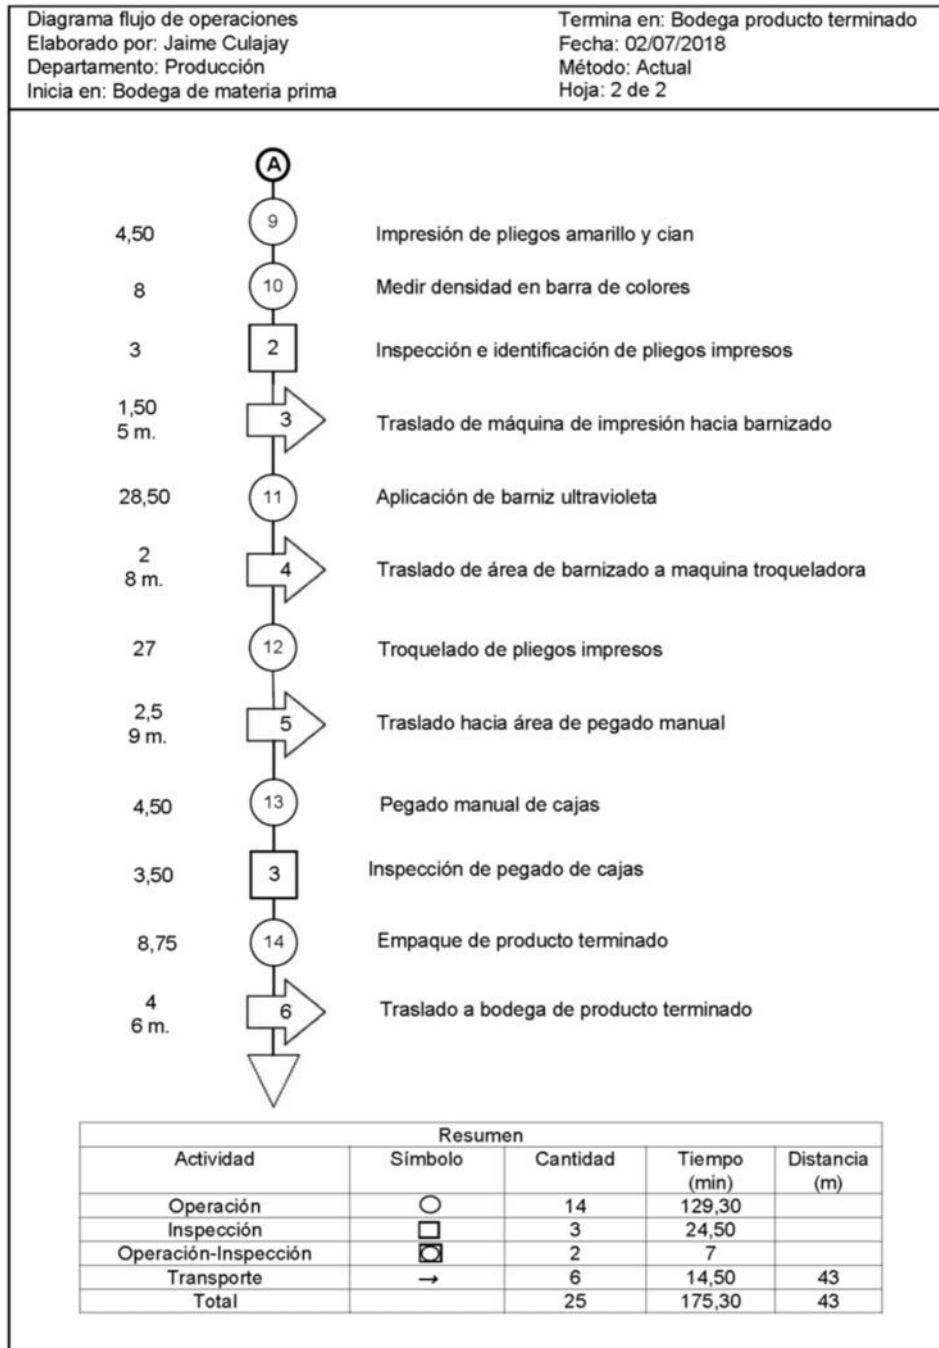 Diagrama flujo de operaciones
Elaborado por: Jaime Culajay
Departamento: Producción
Inicia en: Bodega de materia prima
Termina en: Bodega producto terminado
Fecha: 02/07/2018
Método: Actual
Hoja: 2 de 2
A
4,50 9 Impresión de pliegos amarillo y cian
8 10 Medir densidad en barra de colores
3 2 Inspección e identificación de pliegos impresos
1,50
5 m. 3 Traslado de máquina de impresión hacia barnizado
28,50 11 Aplicación de barniz ultravioleta
2
8 m. 4 Traslado de área de barnizado a maquina troqueladora
27 12 Troquelado de pliegos impresos
2,5
9 m. 5 Traslado hacia área de pegado manual
4,50 13 Pegado manual de cajas
3,50 3 Inspección de pegado de cajas
8,75 14 Empaque de producto terminado
4
6 m. 6 Traslado a bodega de producto terminado
Resumen
Actividad Símbolo Cantidad Tiempo (min) Distancia (m)
Operación 14 129,30
Inspección 3 24,50
Operación-Inspección 2 7
Transporte → 6 14,50 43
Total 25 175,30 43